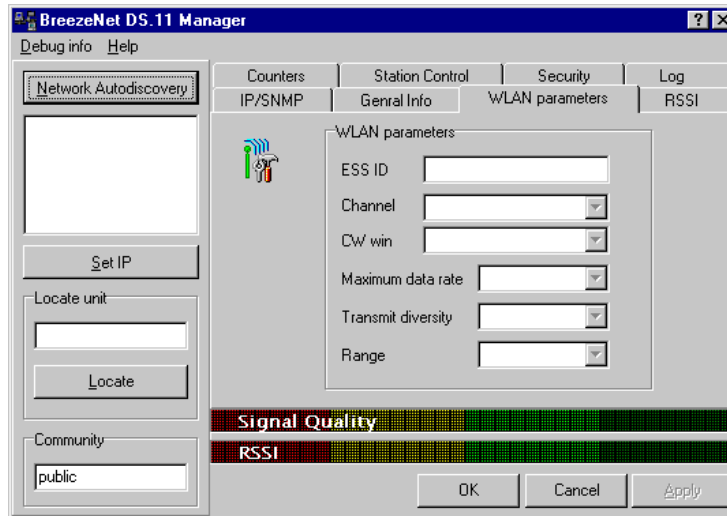 BreezeNet DS.11 Manager
Debug info Help
Network Autodiscovery
Set IP
Locate unit
Locate
Community
public
Counters Station Control Security Log
IP/SNMP Genral Info WLAN parameters RSSI
WLAN parameters
ESS ID
Channel
CW win
Maximum data rate
Transmit diversity
Range
Signal Quality
RSSI
OK Cancel Apply